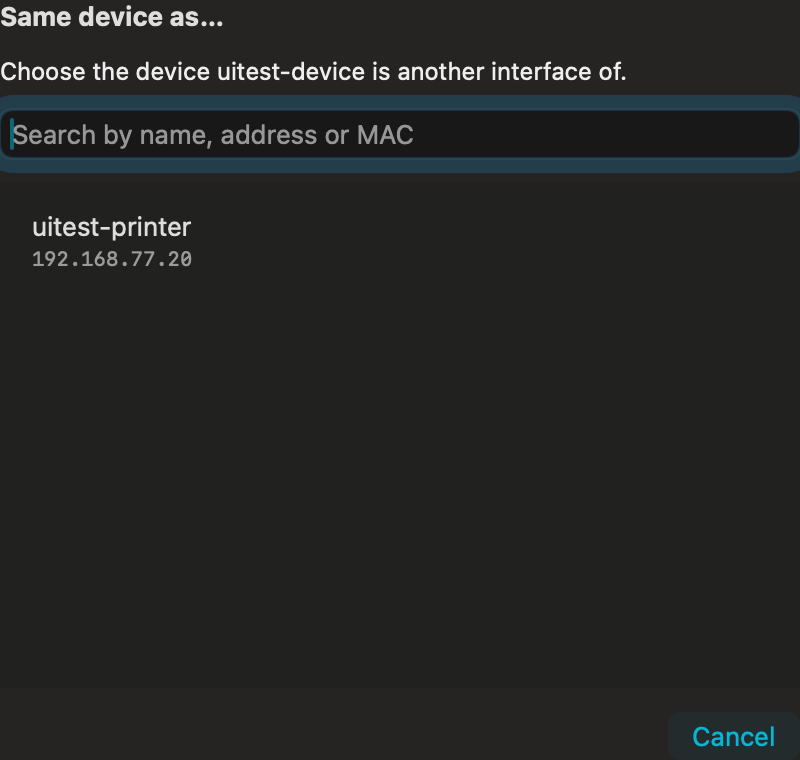 Same device as...
Choose the device uitest-device is another interface of.
Search by name, address or MAC
uitest-printer
192.168.77.20
Cancel